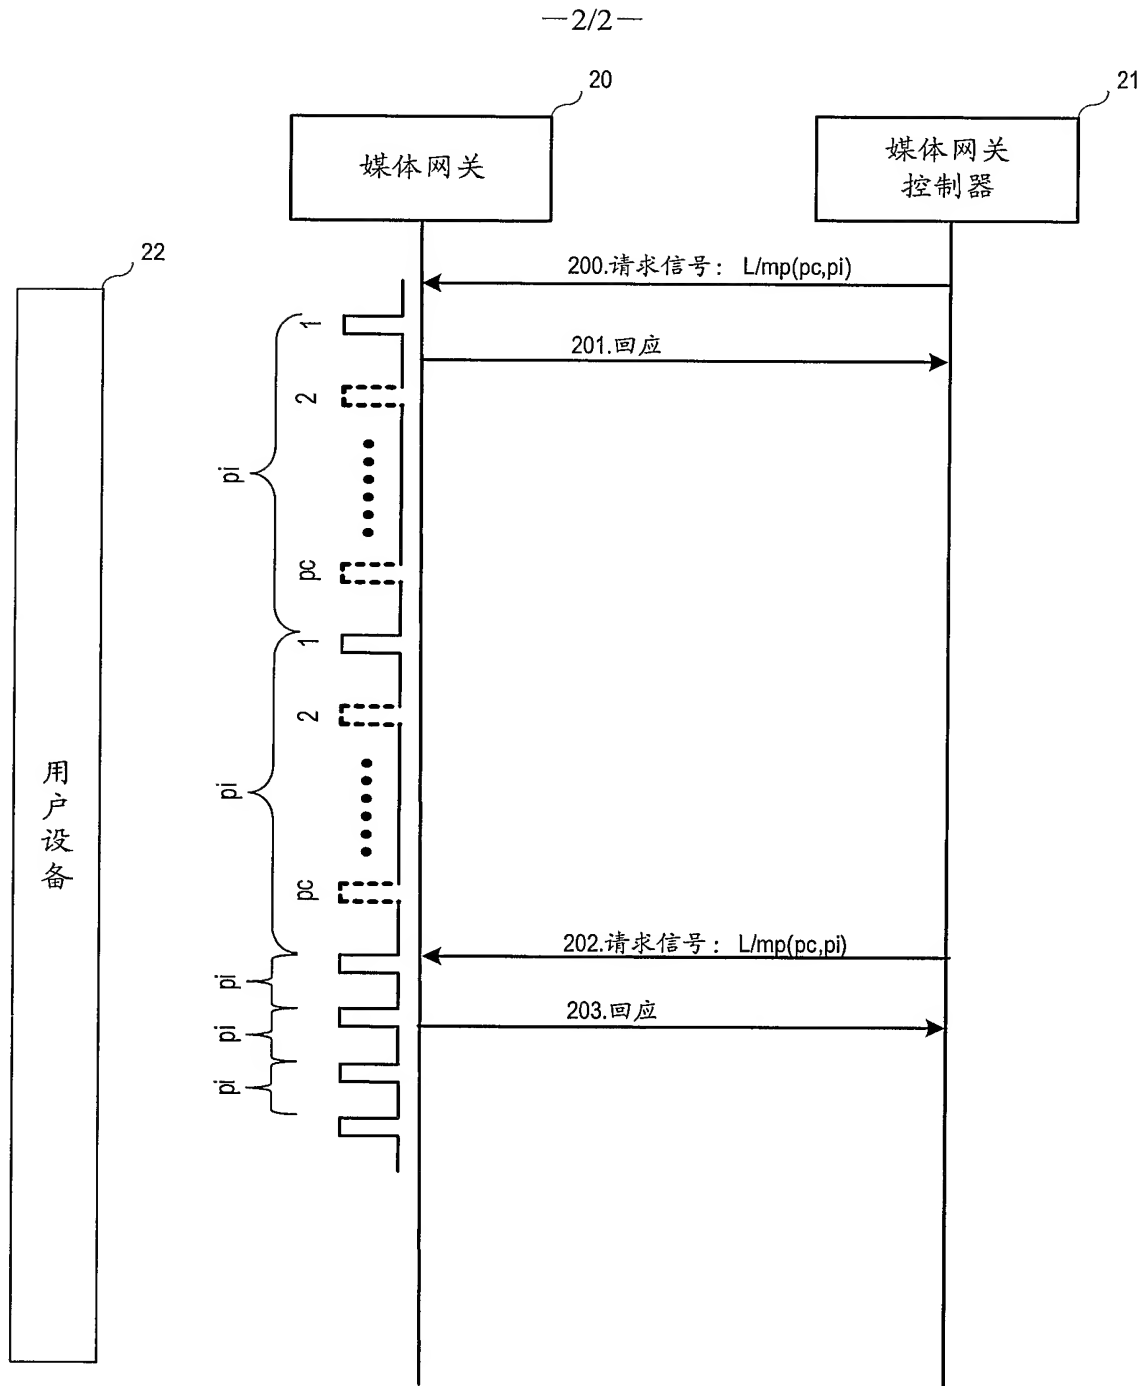 —2/2—
20
21
媒体网关
媒体网关
控制器
22
200.请求信号： L/mp(pc,pi)
1
201.回应
2
pi
pc
1
2
用户设备
pi
pc
202.请求信号： L/mp(pc,pi)
pi
203.回应
pi
pi